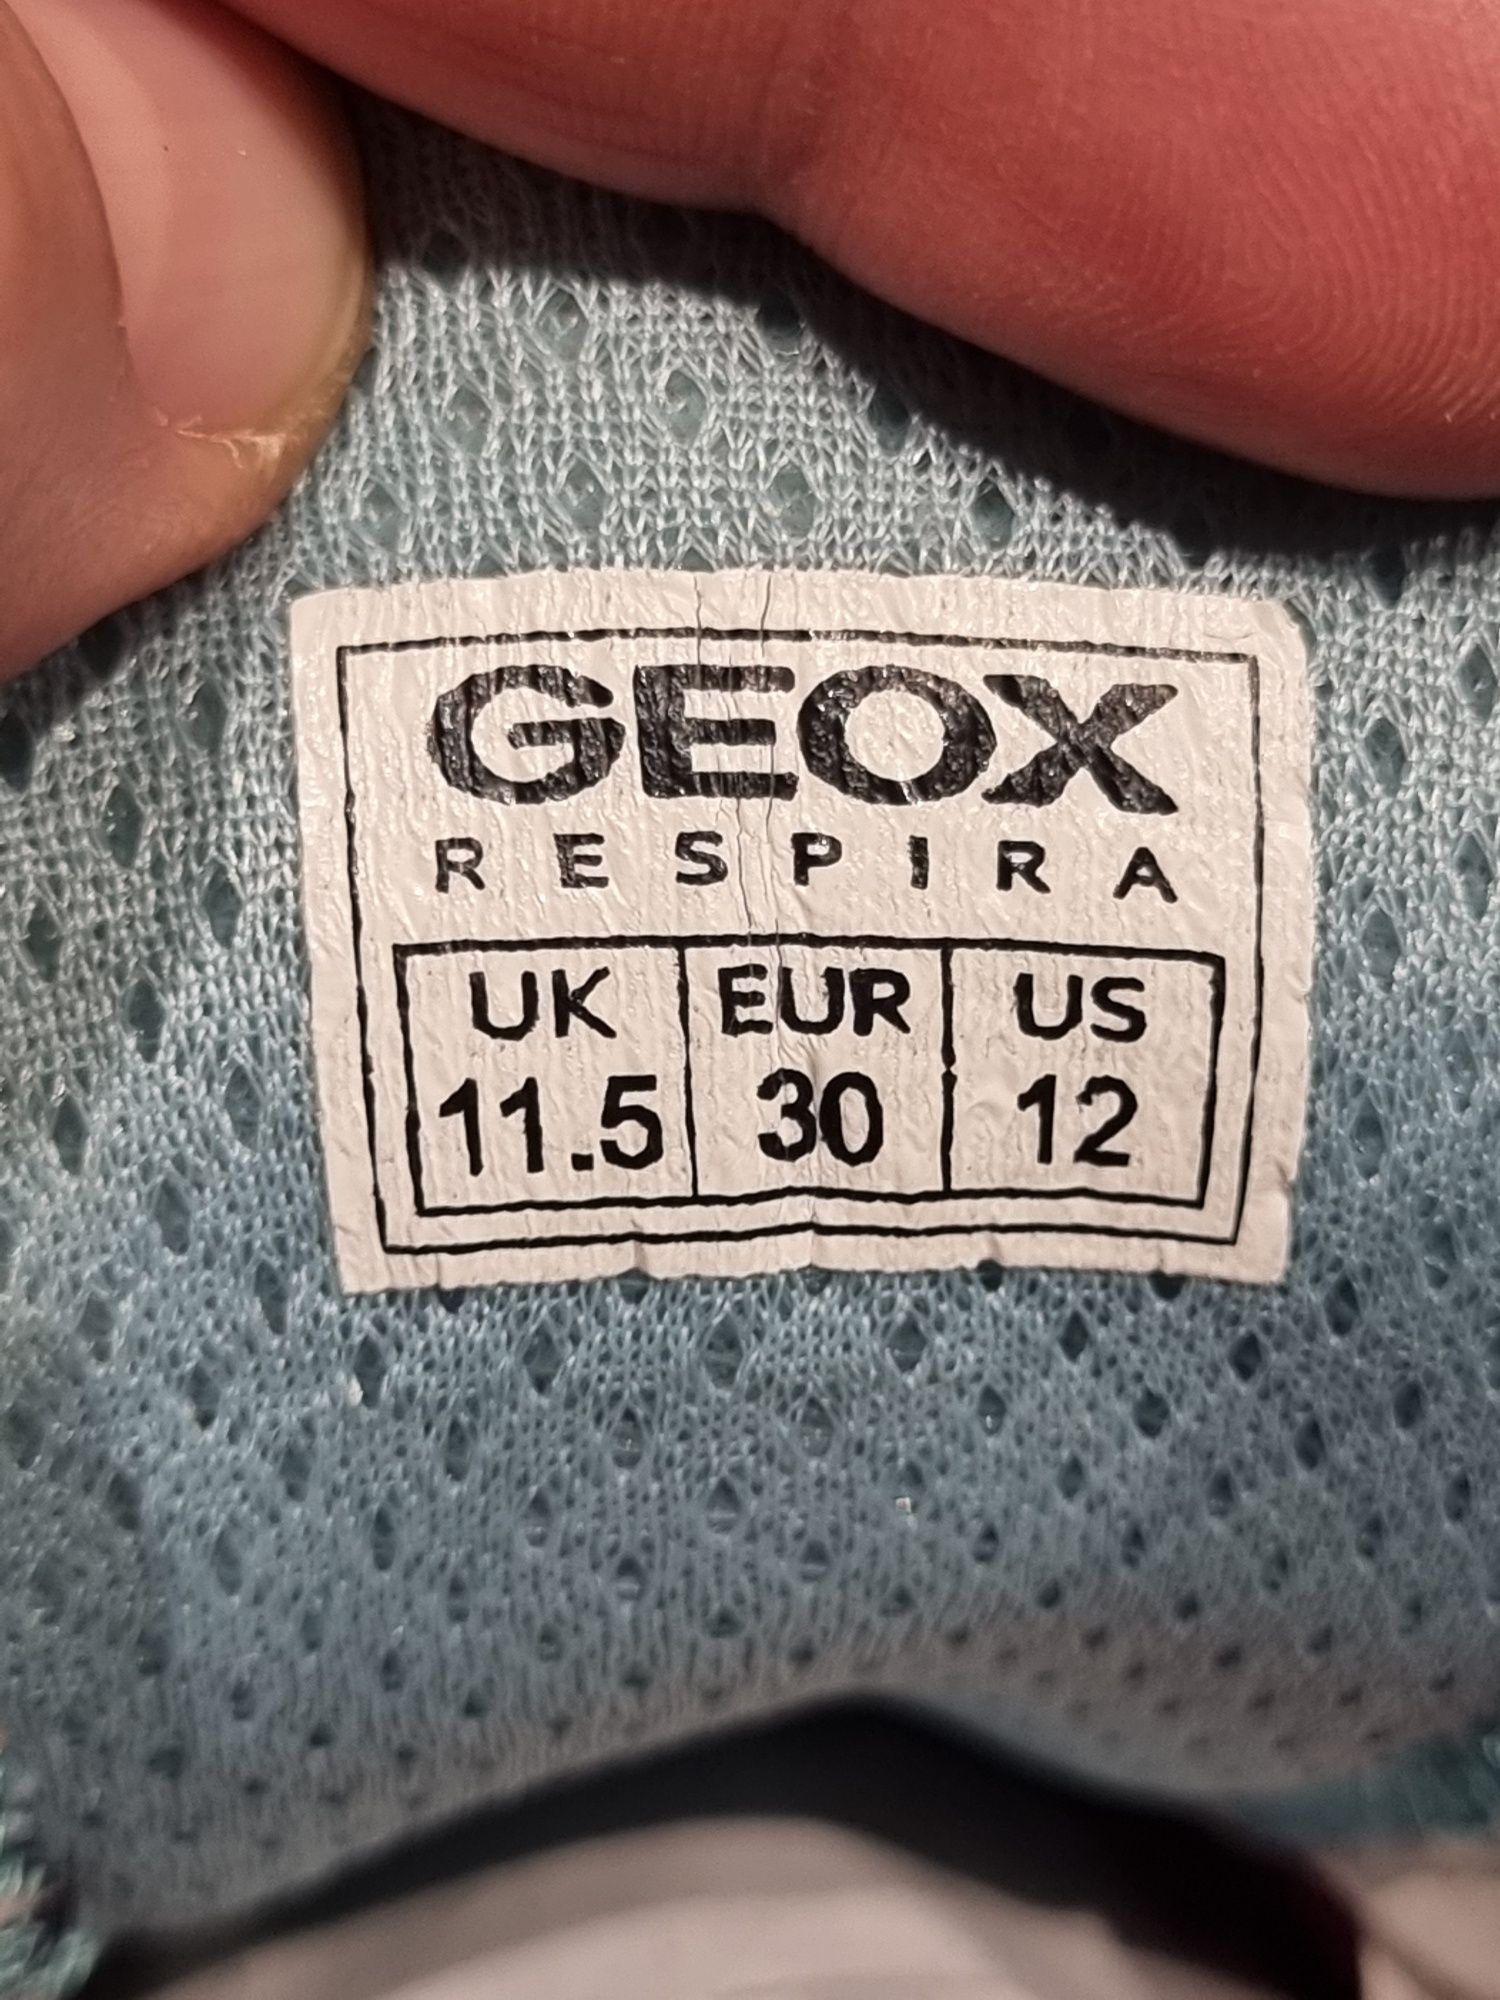 GEOX
RESPIRA
UK EUR US
11.5 30 12